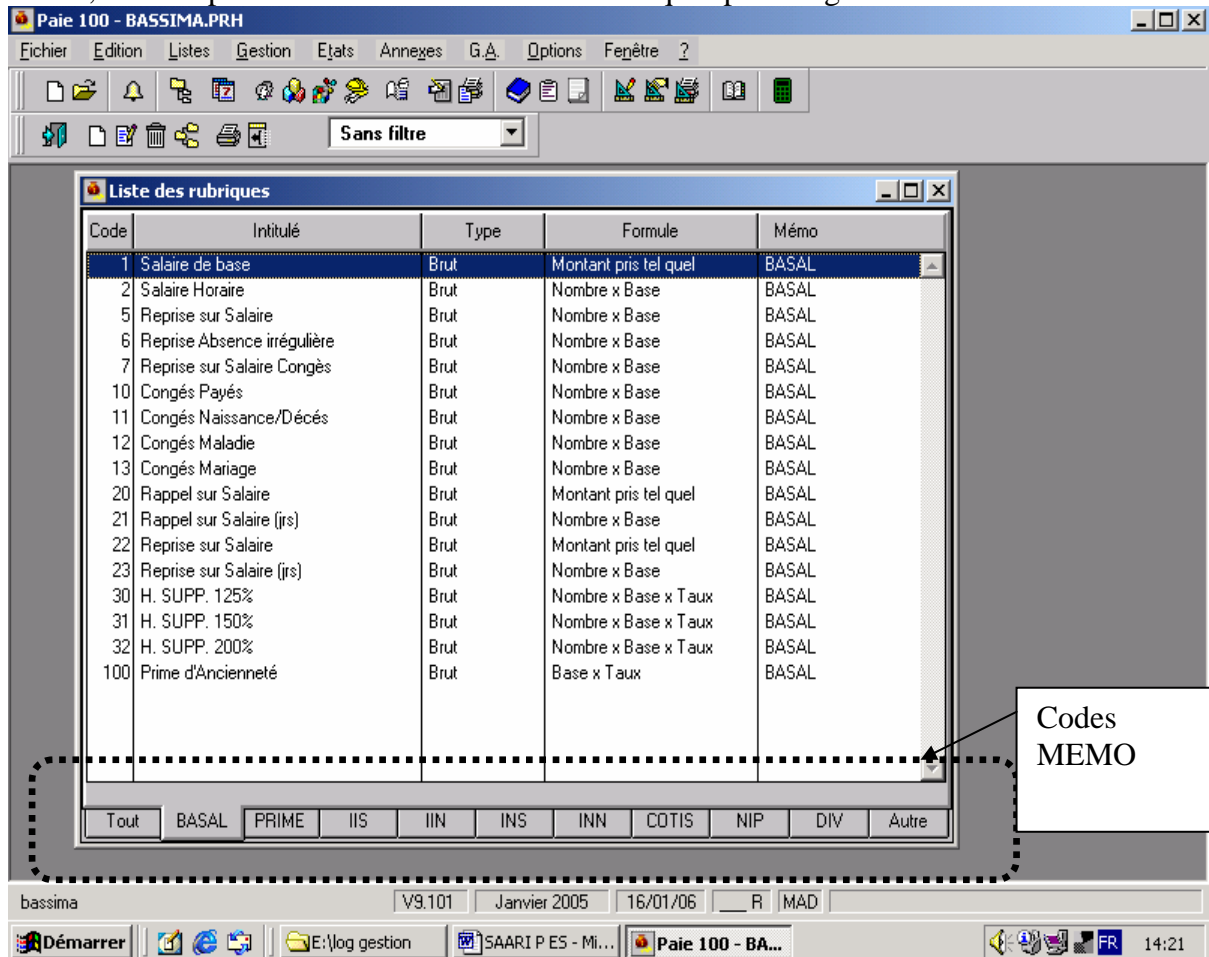 Paie 100 - BASSIMA.PRH
Fichier Edition Listes Gestion Etats Annexes G.A. Options Fenêtre ?
Sans filtre
Liste des rubriques
Code Intitulé Type Formule Mémo
1 Salaire de base Brut Montant pris tel quel BASAL
2 Salaire Horaire Brut Nombre x Base BASAL
5 Reprise sur Salaire Brut Nombre x Base BASAL
6 Reprise Absence irrégulière Brut Nombre x Base BASAL
7 Reprise sur Salaire Congès Brut Nombre x Base BASAL
10 Congés Payés Brut Nombre x Base BASAL
11 Congés Naissance/Décés Brut Nombre x Base BASAL
12 Congés Maladie Brut Nombre x Base BASAL
13 Congés Mariage Brut Nombre x Base BASAL
20 Rappel sur Salaire Brut Montant pris tel quel BASAL
21 Rappel sur Salaire (jrs) Brut Nombre x Base BASAL
22 Reprise sur Salaire Brut Montant pris tel quel BASAL
23 Reprise sur Salaire (jrs) Brut Nombre x Base BASAL
30 H. SUPP. 125% Brut Nombre x Base x Taux BASAL
31 H. SUPP. 150% Brut Nombre x Base x Taux BASAL
32 H. SUPP. 200% Brut Nombre x Base x Taux BASAL
100 Prime d'Ancienneté Brut Base x Taux BASAL
Codes
MEMO
Tout BASAL PRIME IIS IIN INS INN COTIS NIP DIV Autre
bassima V9.101 Janvier 2005 16/01/06 __ R MAD
Démarrer E:\log gestion SAARI P ES - Mi... Paie 100 - BA... FR 14:21